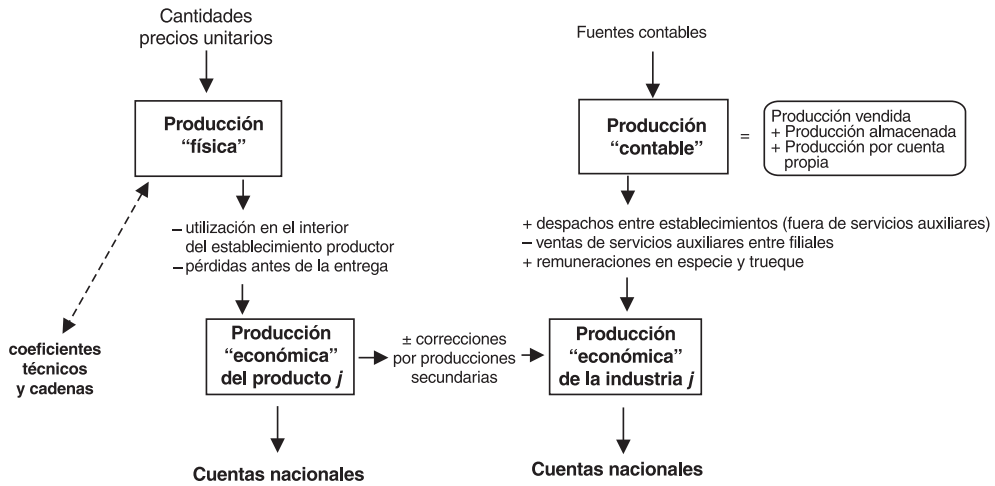 Cantidades
precios unitarios
Producción
“física”
– utilización en el interior
del establecimiento productor
– pérdidas antes de la entrega
coeficientes
técnicos
y cadenas
Producción
“económica”
del producto j
Cuentas nacionales
± correcciones
por producciones
secundarias
Fuentes contables
Producción
“contable”
=
Producción vendida
+ Producción almacenada
+ Producción por cuenta
propia
+ despachos entre establecimientos (fuera de servicios auxiliares)
– ventas de servicios auxiliares entre filiales
+ remuneraciones en especie y trueque
Producción
“económica”
de la industria j
Cuentas nacionales